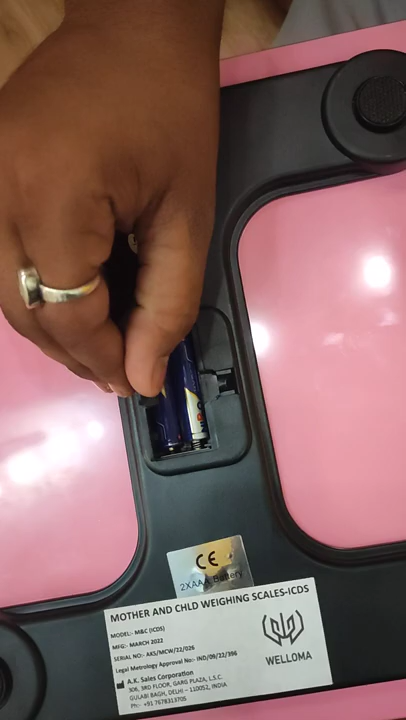 CE
2XAAA Battery
MOTHER AND CHLD WEIGHING SCALES-ICDS
MODEL:- M&C (ICDS)
MFG:- MARCH 2022
SERIAL NO:- AKS/MCW/22/026
Legal Metrology Approval No:- IND/09/22/396
WELLOMA
A.K. Sales Corporation
306, 3RD FLOOR, GARG PLAZA, L.S.C.
GULABI BAGH, DELHI – 110052, INDIA
Ph:- +91 7678313705